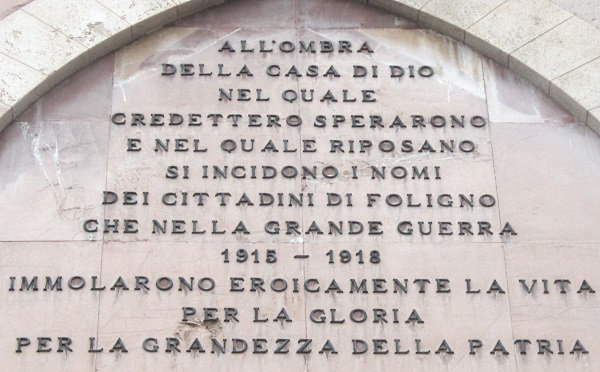 ALL'OMBRA
DELLA CASA DI DIO
NEL QUALE
CREDETTERO SPERARONO
E NEL QUALE RIPOSANO
SI INCIDONO I NOMI
DEI CITTADINI DI FOLIGNO
CHE NELLA GRANDE GUERRA
1915 – 1918
IMMOLARONO EROICAMENTE LA VITA
PER LA GLORIA
PER LA GRANDEZZA DELLA PATRIA